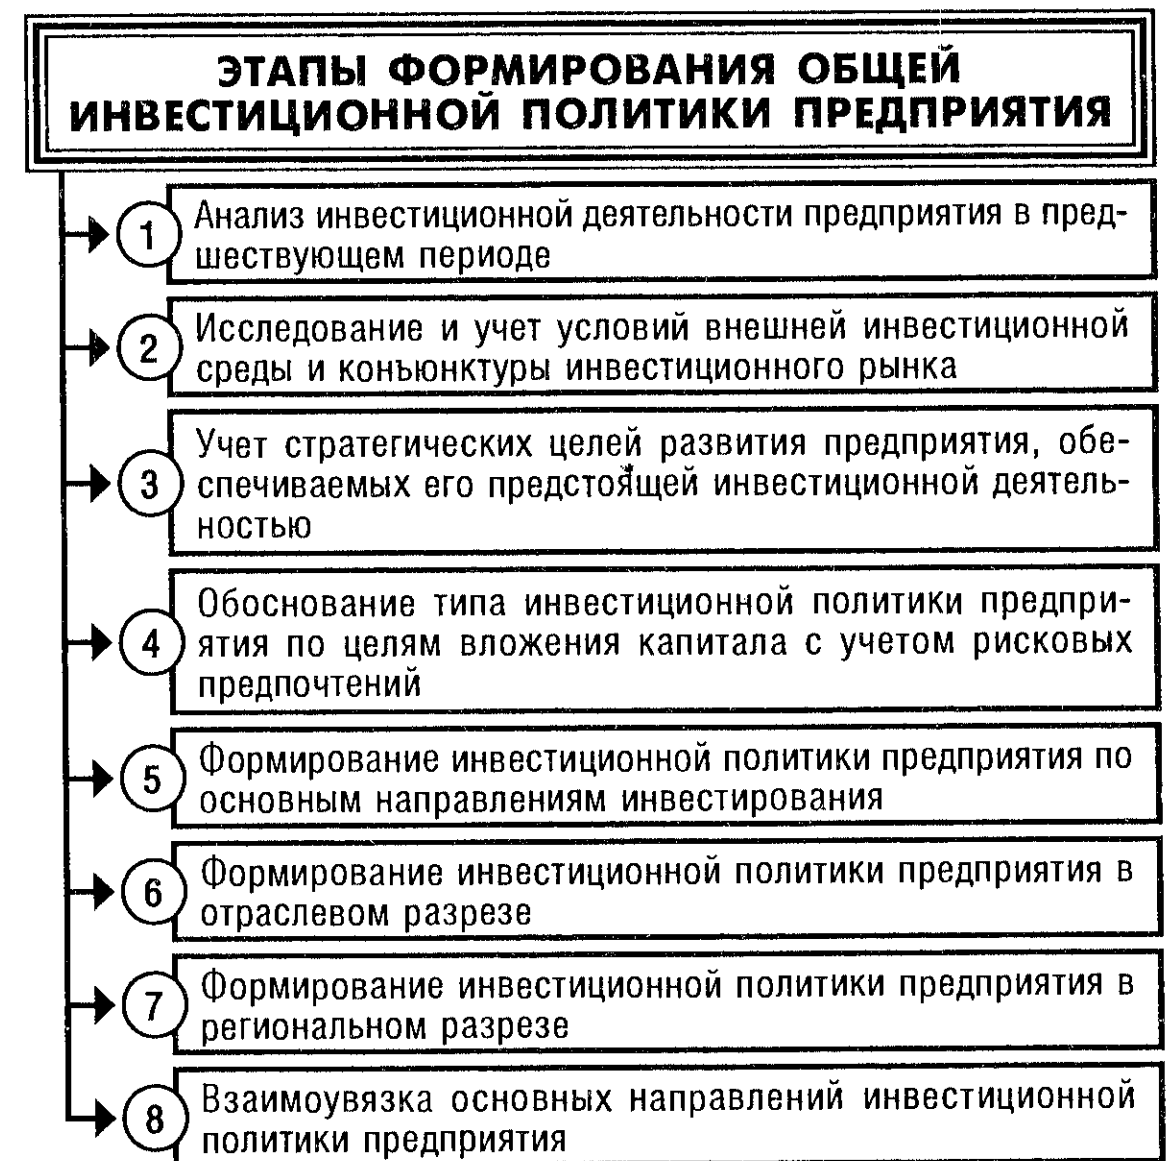 ЭТАПЫ ФОРМИРОВАНИЯ ОБЩЕЙ
ИНВЕСТИЦИОННОЙ ПОЛИТИКИ ПРЕДПРИЯТИЯ
1
Анализ инвестиционной деятельности предприятия в пред-
шествующем периоде
2
Исследование и учет условий внешней инвестиционной
среды и конъюнктуры инвестиционного рынка
3
Учет стратегических целей развития предприятия, обе-
спечиваемых его предстоящей инвестиционной деятель-
ностью
4
Обоснование типа инвестиционной политики предпри-
ятия по целям вложения капитала с учетом рисковых
предпочтений
5
Формирование инвестиционной политики предприятия по
основным направлениям инвестирования
6
Формирование инвестиционной политики предприятия в
отраслевом разрезе
7
Формирование инвестиционной политики предприятия в
региональном разрезе
8
Взаимоувязка основных направлений инвестиционной
политики предприятия